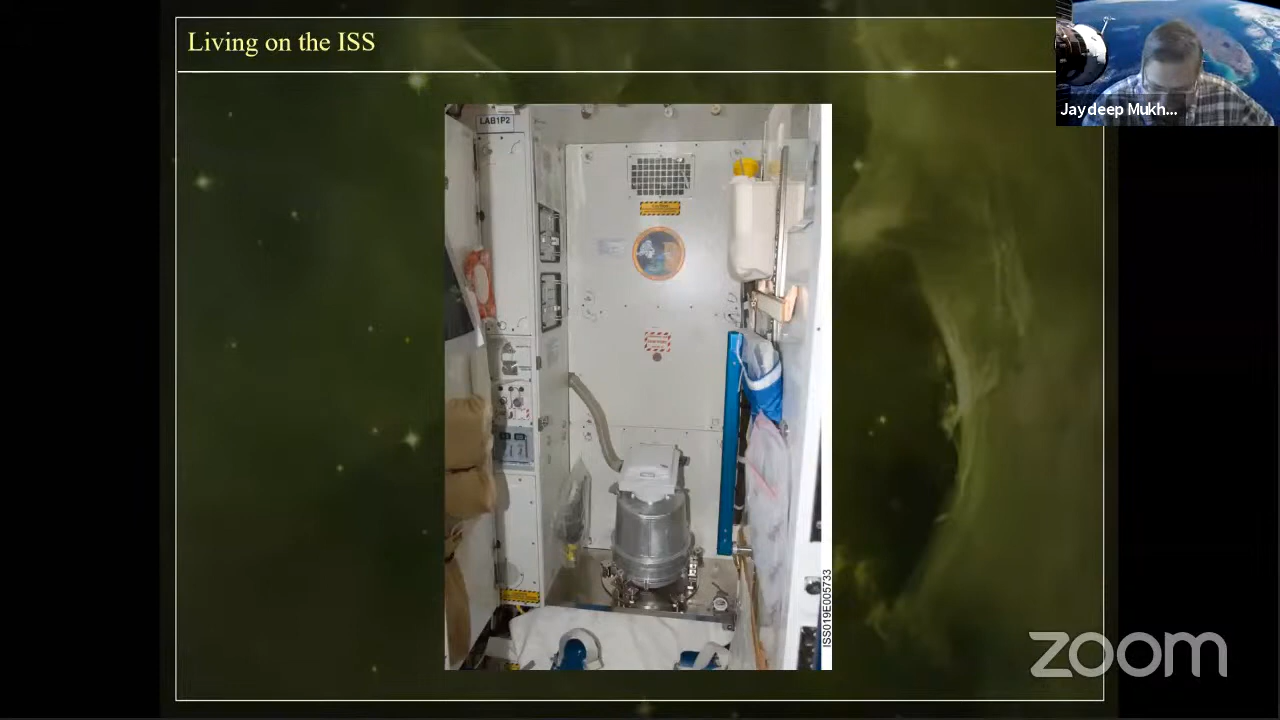 Living on the ISS
Jaydeep Mukh...
LAB1P2
ISS019E005733
zoom